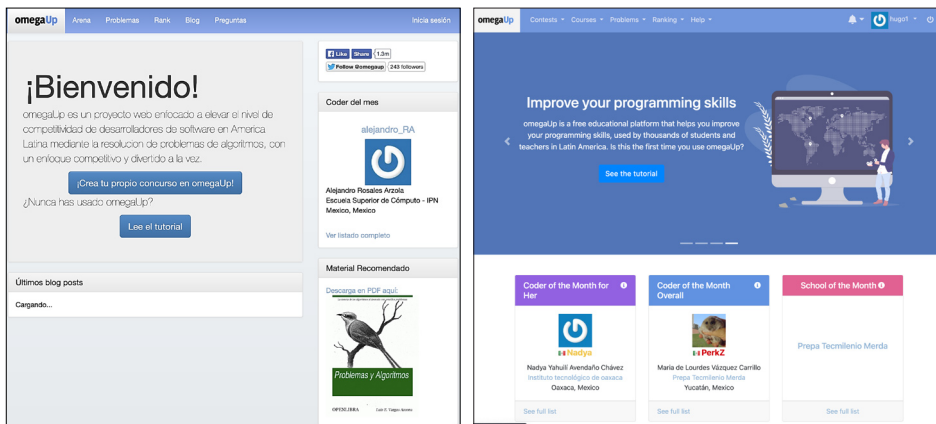 omegaUp Arena Problemas Rank Blog Preguntas Inicia sesión
¡Bienvenido!
omegaUp es un proyecto web enfocado a elevar el nivel de
competitividad de desarrolladores de software en America
Latina mediante la resolucion de problemas de algoritmos, con
un enfoque competitivo y divertido a la vez.
¡Crea tu propio concurso en omegaUp!
¿Nunca has usado omegaUp?
Lee el tutorial
Últimos blog posts
Cargando...
Like Share 1.3m
Follow @omegaup 243 followers
Coder del mes
alejandro_RA
Alejandro Rosales Arzola
Escuela Superior de Cómputo - IPN
Mexico, Mexico
Ver listado completo
Material Recomendado
Descarga en PDF aquí:
Problemas y Algoritmos
OPENLIBRA Luis E. Vargas Azcona
omegaUp Contests Courses Problems Ranking Help hugo1
Improve your programming skills
omegaUp is a free educational platform that helps you improve
your programming skills, used by thousands of students and
teachers in Latin America. Is this the first time you use omegaUp?
See the tutorial
Coder of the Month for
Her
Nadya
Nadya Yahuili Avendaño Chávez
Instituto tecnológico de oaxaca
Oaxaca, Mexico
See full list
Coder of the Month
Overall
PerkZ
Maria de Lourdes Vázquez Carrillo
Prepa Tecmilenio Merda
Yucatán, Mexico
See full list
School of the Month
Prepa Tecmilenio Merda
See full list